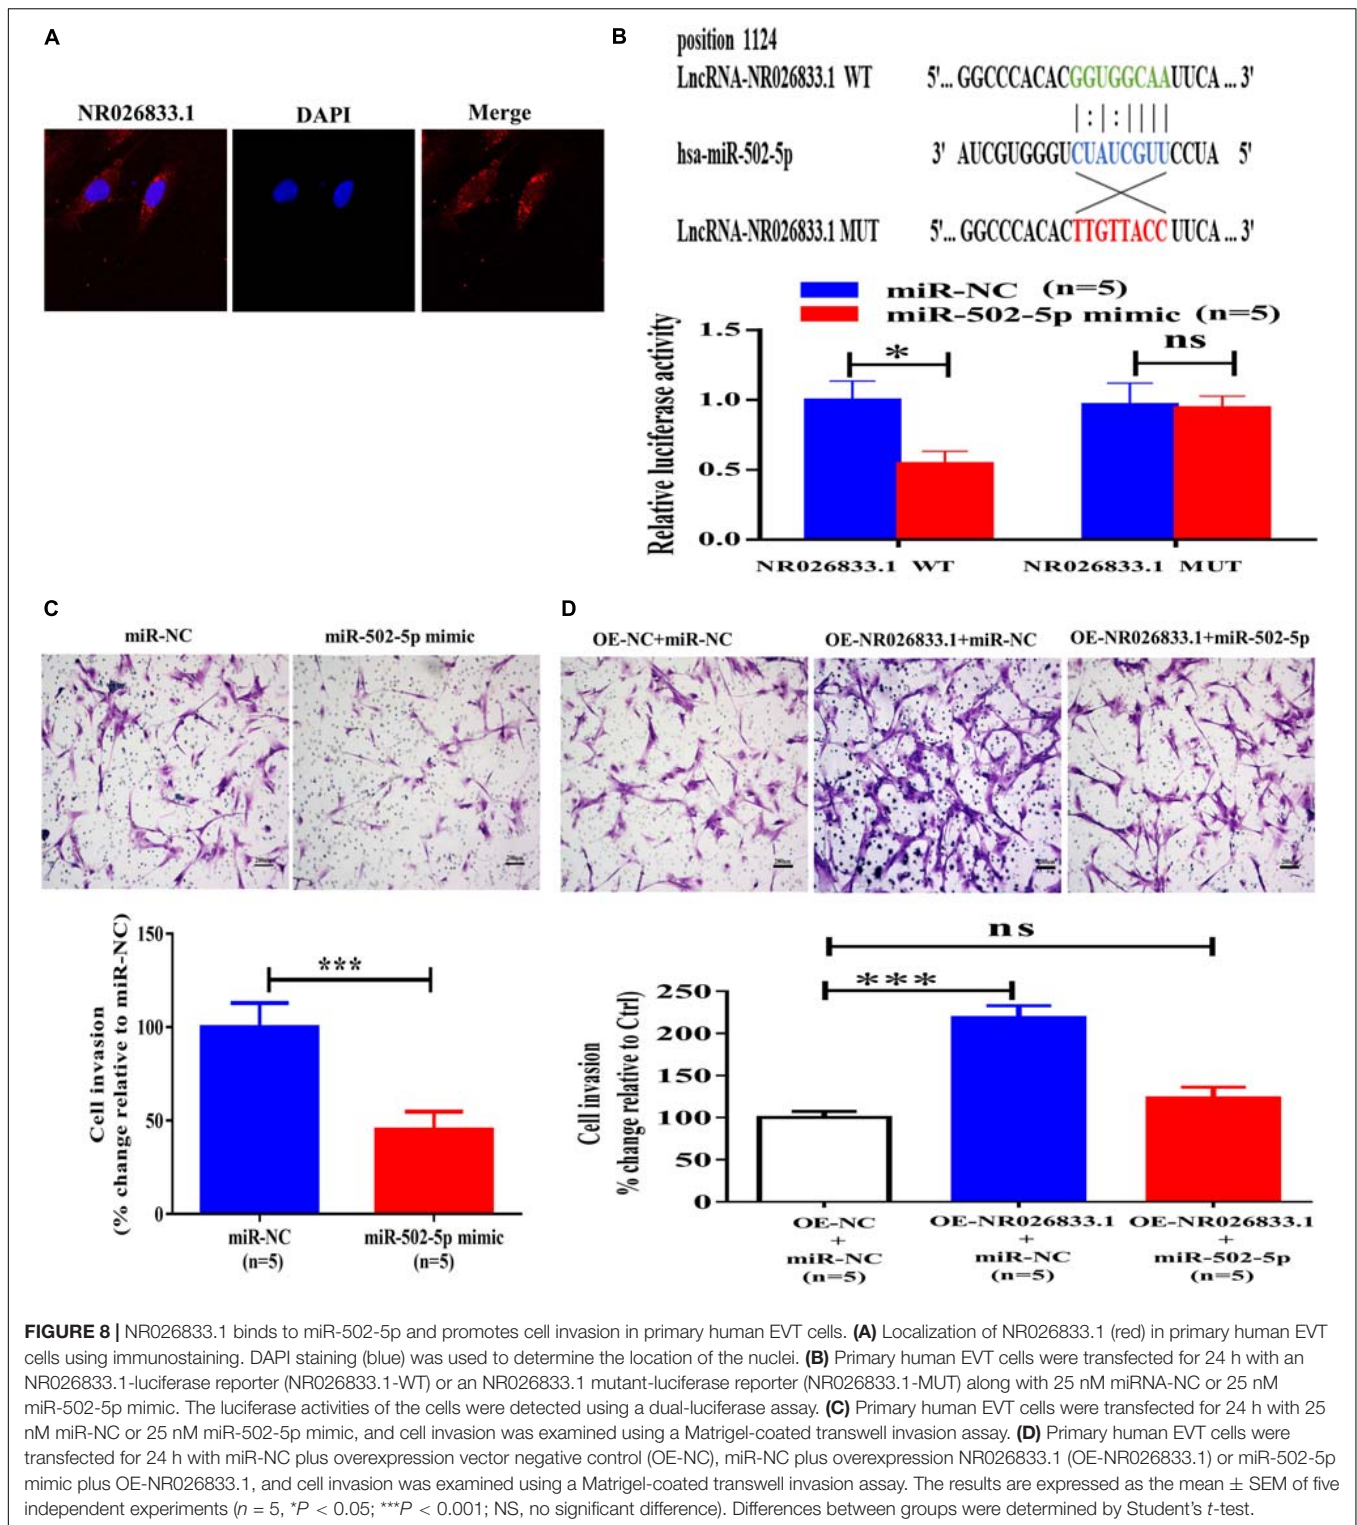 A
NR026833.1 DAPI Merge
B
position 1124
LncRNA-NR026833.1 WT 5'... GGCCCACACGGUGGCAAUUCA ... 3'
|:|:||||
hsa-miR-502-5p 3' AUCGUGGGUCUAUCGUUCCUA 5'
LncRNA-NR026833.1 MUT 5'... GGCCCACACTTGTTACCUUCA ... 3'
miR-NC (n=5)
miR-502-5p mimic (n=5)
Relative luciferase activity
1.5
1.0
0.5
0.0
* ns
NR026833.1 WT NR026833.1 MUT
C
miR-NC miR-502-5p mimic
D
OE-NC+miR-NC OE-NR026833.1+miR-NC OE-NR026833.1+miR-502-5p
Cell invasion
(% change relative to miR-NC)
150
100
50
0
***
miR-NC miR-502-5p mimic
(n=5) (n=5)
Cell invasion
% change relative to Ctrl)
250
200
150
100
50
0
ns
***
OE-NC OE-NR026833.1 OE-NR026833.1
+ + +
miR-NC miR-NC miR-502-5p
(n=5) (n=5) (n=5)
FIGURE 8 | NR026833.1 binds to miR-502-5p and promotes cell invasion in primary human EVT cells. (A) Localization of NR026833.1 (red) in primary human EVT
cells using immunostaining. DAPI staining (blue) was used to determine the location of the nuclei. (B) Primary human EVT cells were transfected for 24 h with an
NR026833.1-luciferase reporter (NR026833.1-WT) or an NR026833.1 mutant-luciferase reporter (NR026833.1-MUT) along with 25 nM miRNA-NC or 25 nM
miR-502-5p mimic. The luciferase activities of the cells were detected using a dual-luciferase assay. (C) Primary human EVT cells were transfected for 24 h with 25
nM miR-NC or 25 nM miR-502-5p mimic, and cell invasion was examined using a Matrigel-coated transwell invasion assay. (D) Primary human EVT cells were
transfected for 24 h with miR-NC plus overexpression vector negative control (OE-NC), miR-NC plus overexpression NR026833.1 (OE-NR026833.1) or miR-502-5p
mimic plus OE-NR026833.1, and cell invasion was examined using a Matrigel-coated transwell invasion assay. The results are expressed as the mean ± SEM of five
independent experiments (n = 5, *P < 0.05; ***P < 0.001; NS, no significant difference). Differences between groups were determined by Student's t-test.